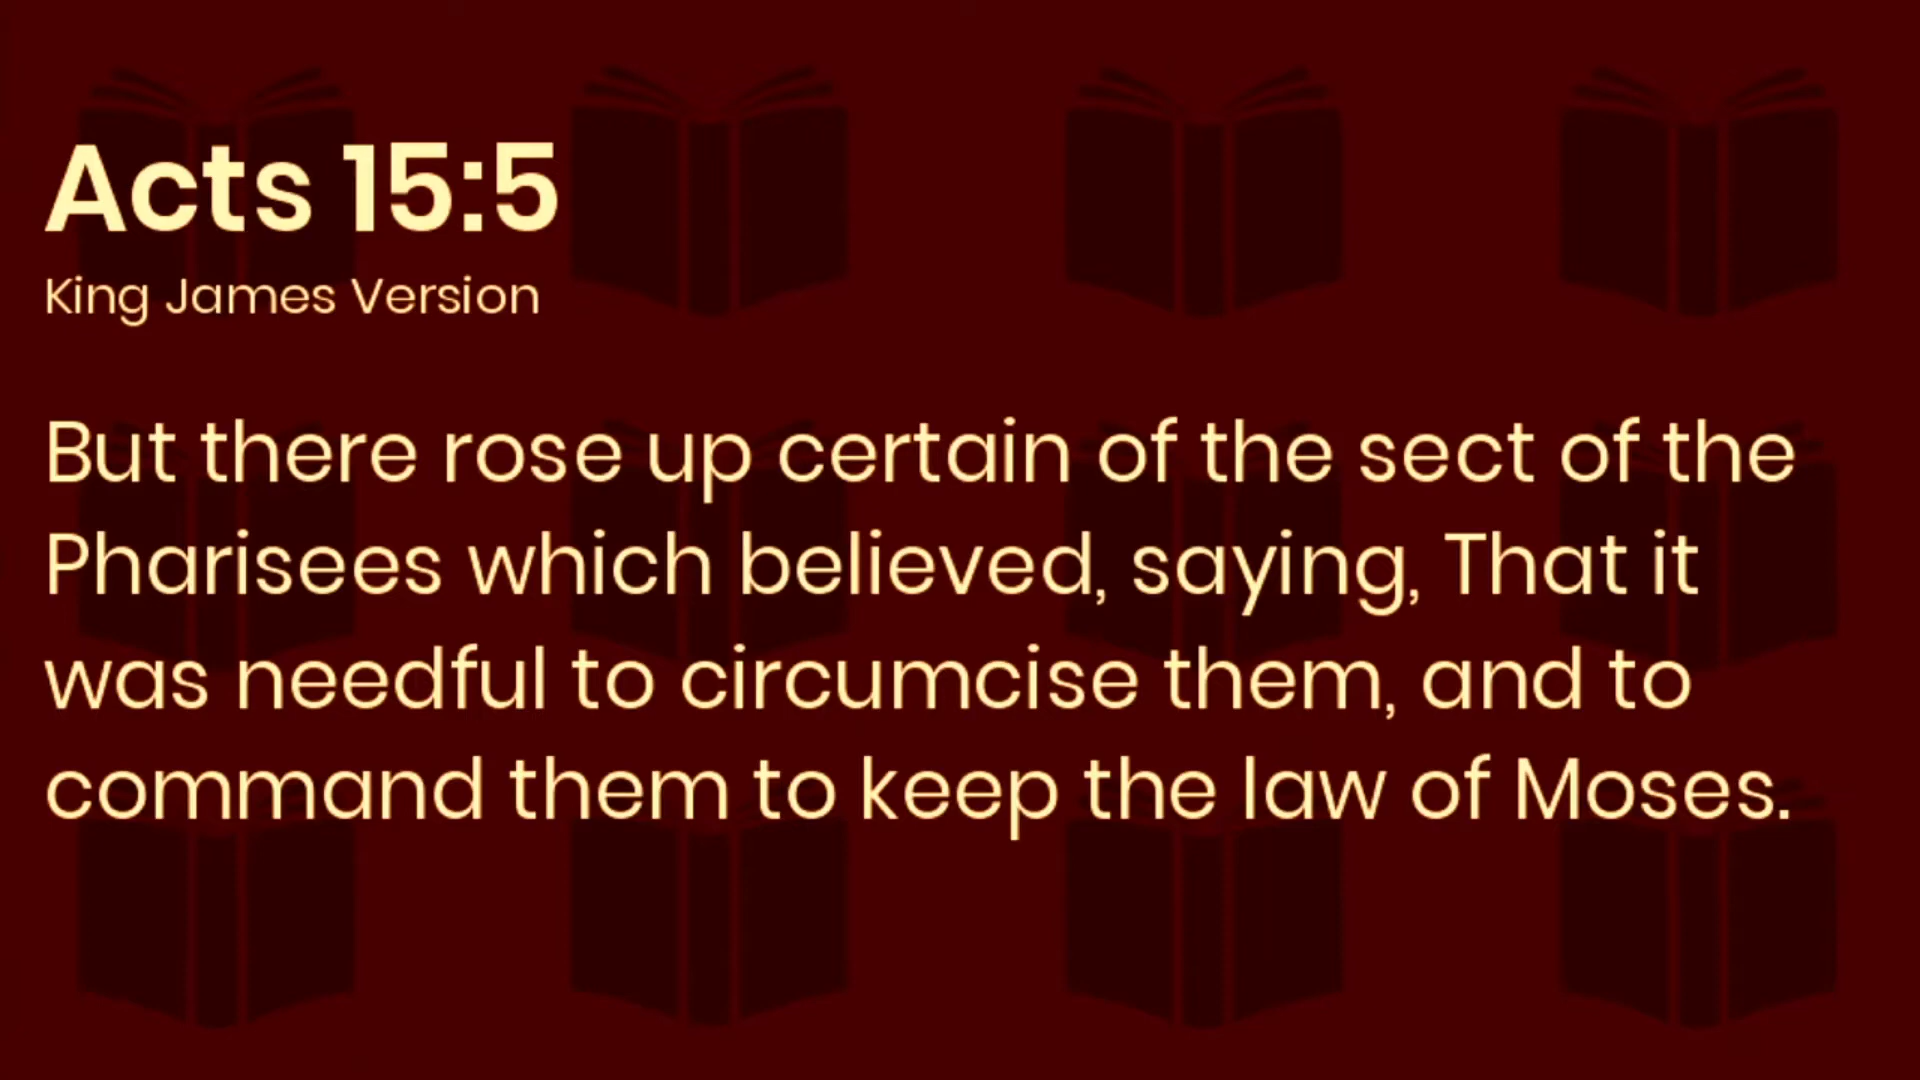 Acts 15:5
King James Version
But there rose up certain of the sect of the
Pharisees which believed, saying, That it
was needful to circumcise them, and to
command them to keep the law of Moses.